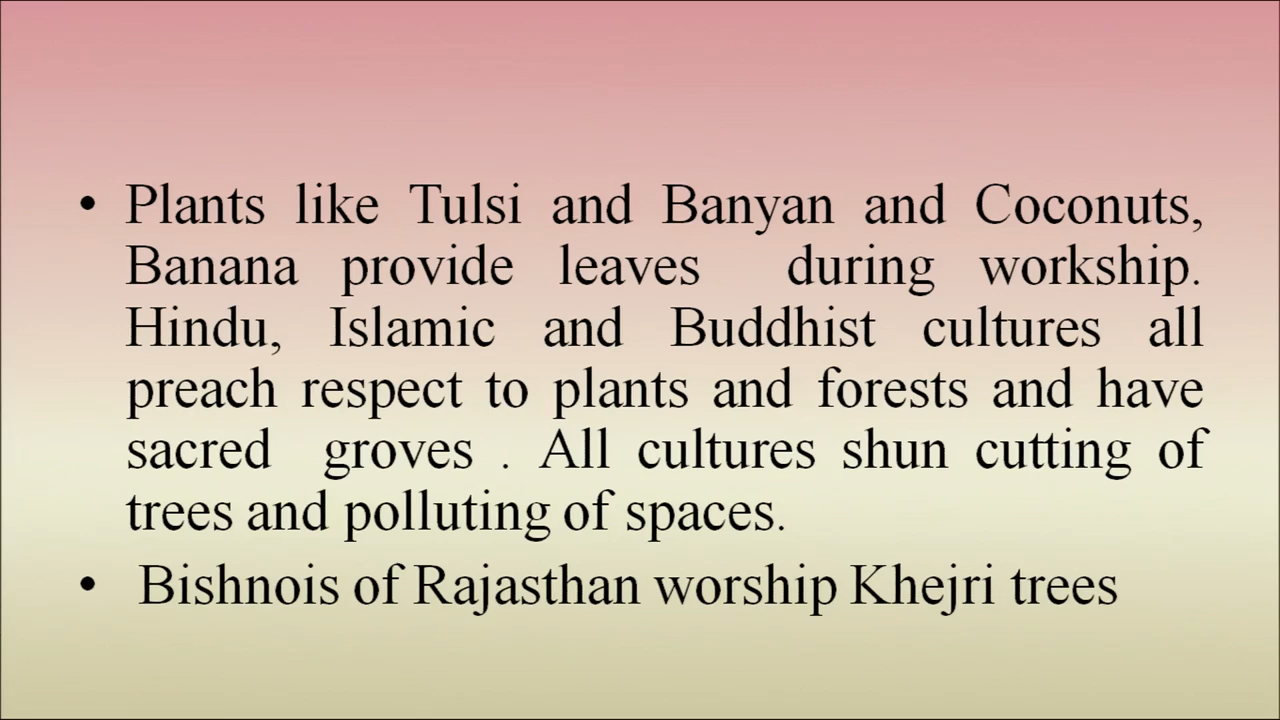 • Plants like Tulsi and Banyan and Coconuts,
Banana provide leaves during workship.
Hindu, Islamic and Buddhist cultures all
preach respect to plants and forests and have
sacred groves . All cultures shun cutting of
trees and polluting of spaces.
• Bishnois of Rajasthan worship Khejri trees